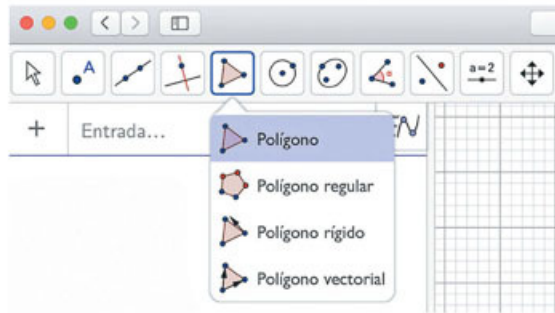 A
a=2
Entrada...
Polígono
Polígono regular
Polígono rígido
Polígono vectorial